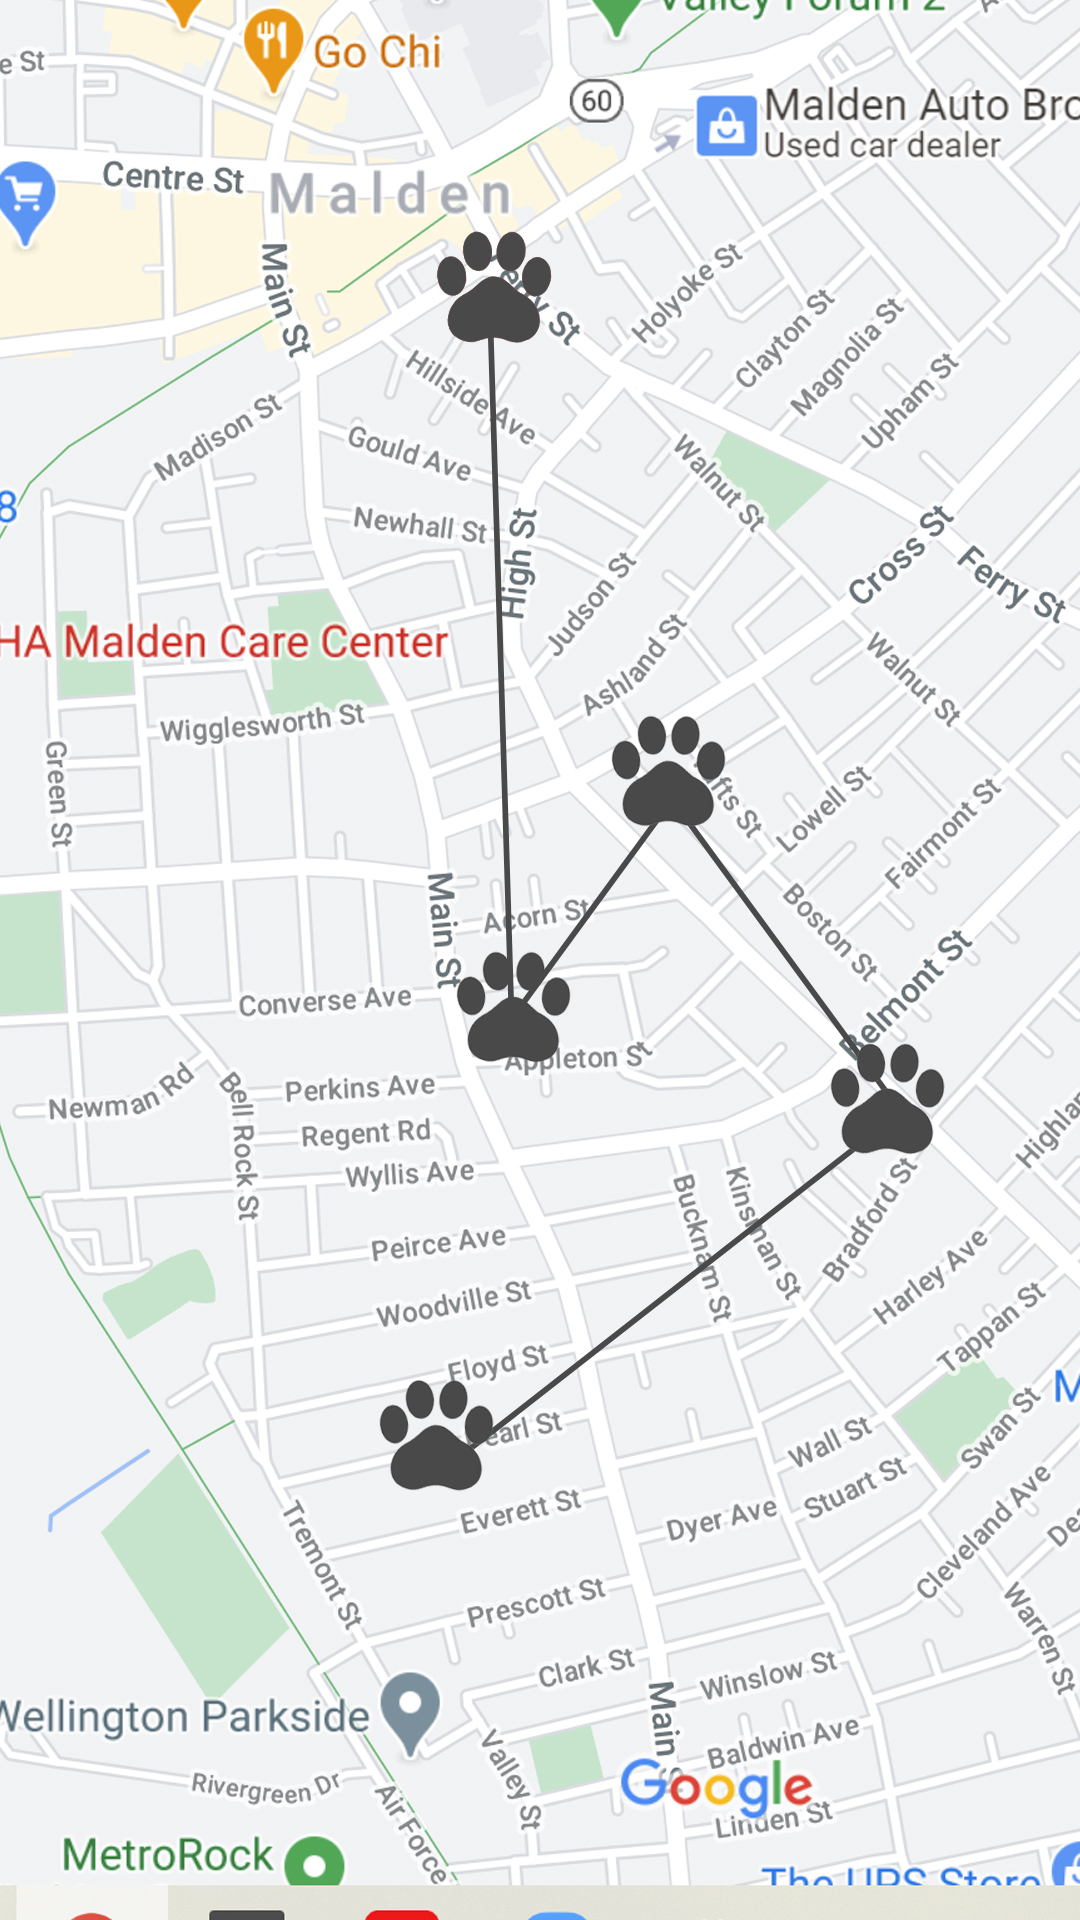 Valley Forum 2
Go Chi
e St
60
Malden Auto Bro
Used car dealer
Centre St
Malden
Main St
Holyoke St
Clayton St
Magnolia St
Upham St
Hillside Ave
Madison St
Gould Ave
Walnut St
8
Newhall St
High St
Cross St
Ferry St
Judson St
HA Malden Care Center
Ashland St
Walnut St
Wigglesworth St
Green St
Lowell St
Fairmont St
Main St
Acorn St
Boston St
Belmont St
Converse Ave
Appleton St
Newman Rd
Perkins Ave
Bell Rock St
Regent Rd
Wyllis Ave
Highlan
Bucknam St
Kinsman St
Bradford St
Peirce Ave
Harley Ave
Woodville St
Tappan St
Floyd St
M
Pearl St
Wall St
Swan St
Everett St
Dyer Ave
Stuart St
Cleveland Ave
De
Tremont St
Prescott St
Warren St
Clark St
Winslow St
Wellington Parkside
Main S
Baldwin Ave
Valley St
Google
Rivergreen Dr
Linden St
Air Force
MetroRock
The UPS Store